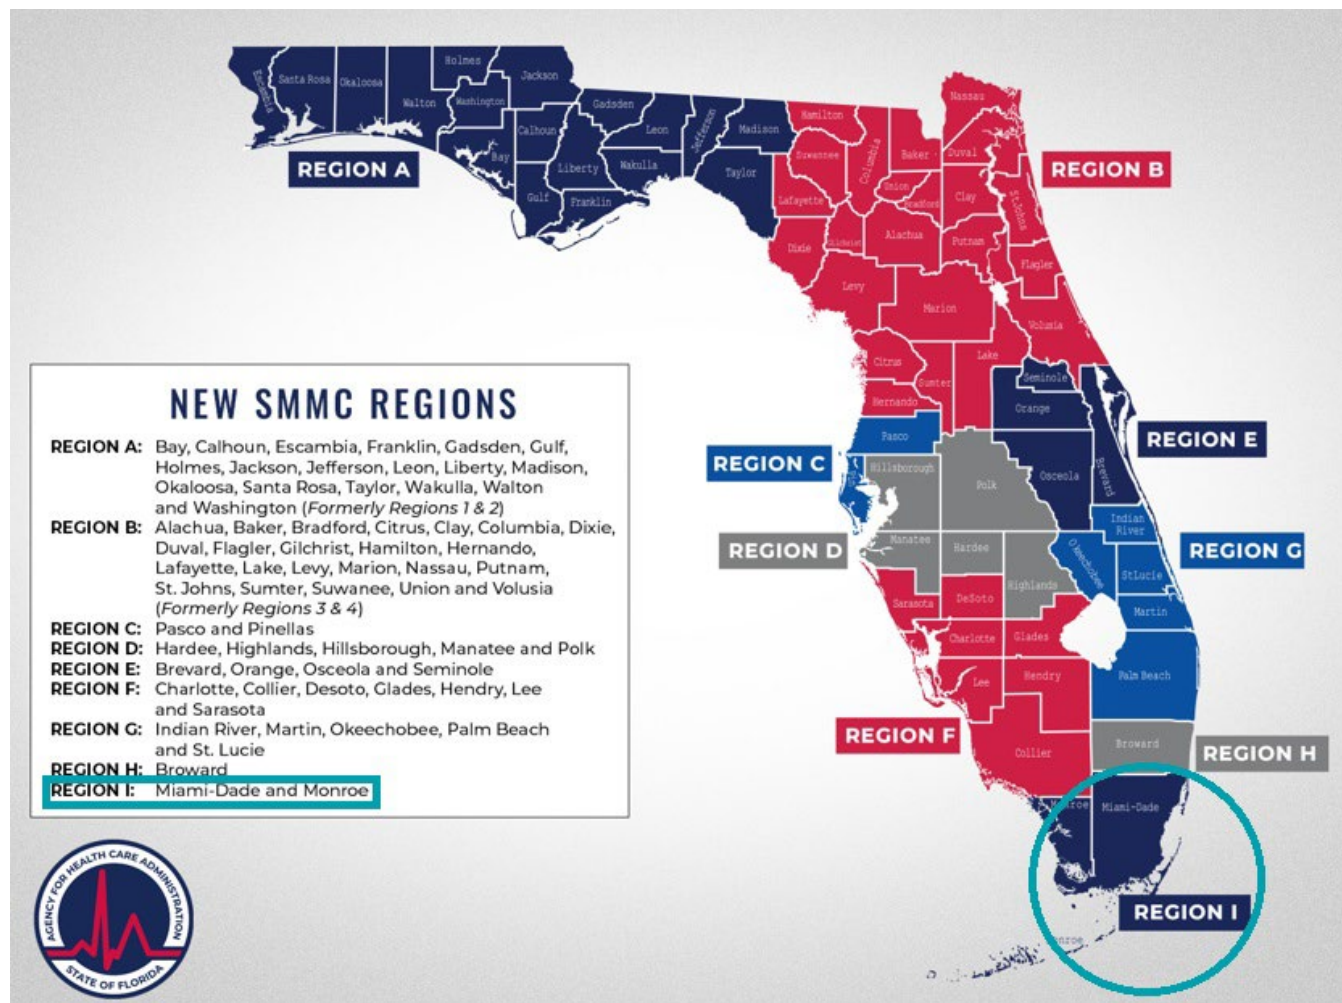 Holmes
Jackson
Escambia
Santa Rosa
Okaloosa
Walton
Washington
Gadsden
Leon
Jefferson
Madison
Hamilton
Nassau
Calhoun
Bay
Liberty
Wakulla
Taylor
Gulf
Franklin
REGION A
Suwannee
Columbia
Baker
Duval
REGION B
Lafayette
Union
Bradford
Clay
St.Johns
Dixie
Gilchrist
Alachua
Putnam
Flagler
Levy
Marion
Volusia
Citrus
Sumter
Lake
Hernando
Seminole
Orange
Pasco
REGION C
Hillsborough
Polk
Osceola
Brevard
REGION E
Indian
River
REGION D
Manatee
Hardee
Highlands
Okeechobee
StLucie
REGION G
Sarasota
DeSoto
Martin
Charlotte
Glades
Lee
Hendry
Palm Beach
REGION F
Collier
Broward
REGION H
Monroe
Miami-Dade
REGION I
NEW SMMC REGIONS
REGION A: Bay, Calhoun, Escambia, Franklin, Gadsden, Gulf,
Holmes, Jackson, Jefferson, Leon, Liberty, Madison,
Okaloosa, Santa Rosa, Taylor, Wakulla, Walton
and Washington (Formerly Regions 1 & 2)
REGION B: Alachua, Baker, Bradford, Citrus, Clay, Columbia, Dixie,
Duval, Flagler, Gilchrist, Hamilton, Hernando,
Lafayette, Lake, Levy, Marion, Nassau, Putnam,
St. Johns, Sumter, Suwanee, Union and Volusia
(Formerly Regions 3 & 4)
REGION C: Pasco and Pinellas
REGION D: Hardee, Highlands, Hillsborough, Manatee and Polk
REGION E: Brevard, Orange, Osceola and Seminole
REGION F: Charlotte, Collier, Desoto, Glades, Hendry, Lee
and Sarasota
REGION G: Indian River, Martin, Okeechobee, Palm Beach
and St. Lucie
REGION H: Broward
REGION I: Miami-Dade and Monroe
AGENCY FOR HEALTH CARE ADMINISTRATION
STATE OF FLORIDA